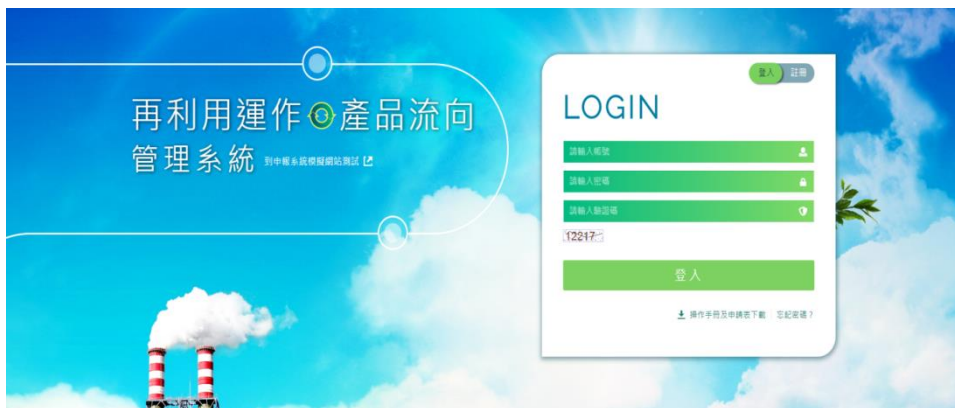 再利用運作產品流向
管理系統 到申報系統模擬網站測試
登入 註冊
LOGIN
請輸入帳號
請輸入密碼
請輸入驗證碼
12217
登入
操作手冊及申請表下載 忘記密碼？